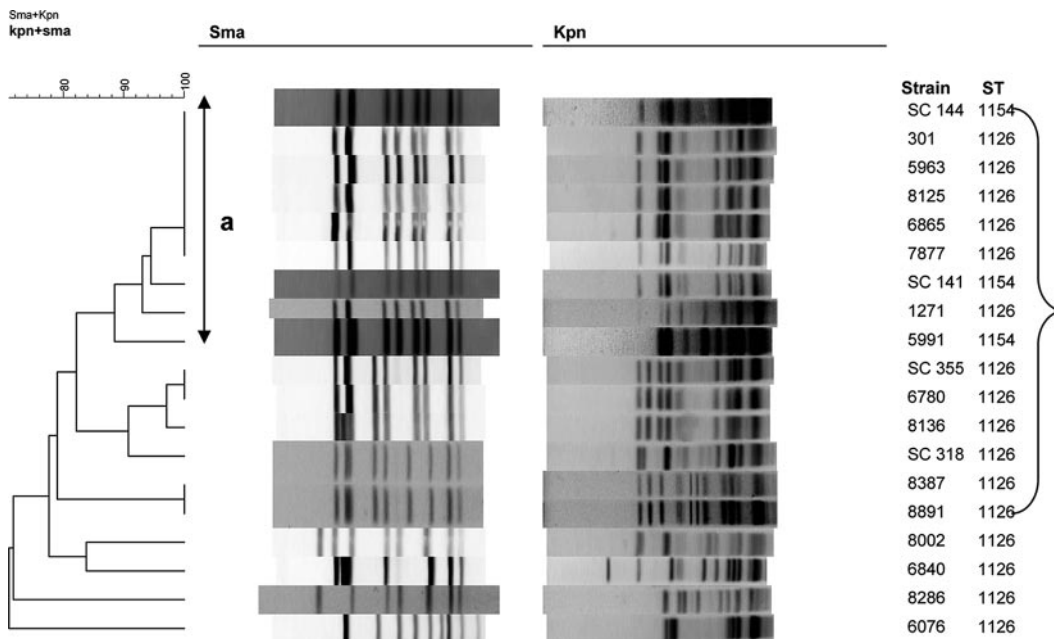 Sma+Kpn
kpn+sma
Sma
Kpn
80
90
100
Strain ST
SC 144 1154
301 1126
5963 1126
8125 1126
6865 1126
7877 1126
SC 141 1154
1271 1126
5991 1154
SC 355 1126
6780 1126
8136 1126
SC 318 1126
8387 1126
8891 1126
8002 1126
6840 1126
8286 1126
6076 1126
a